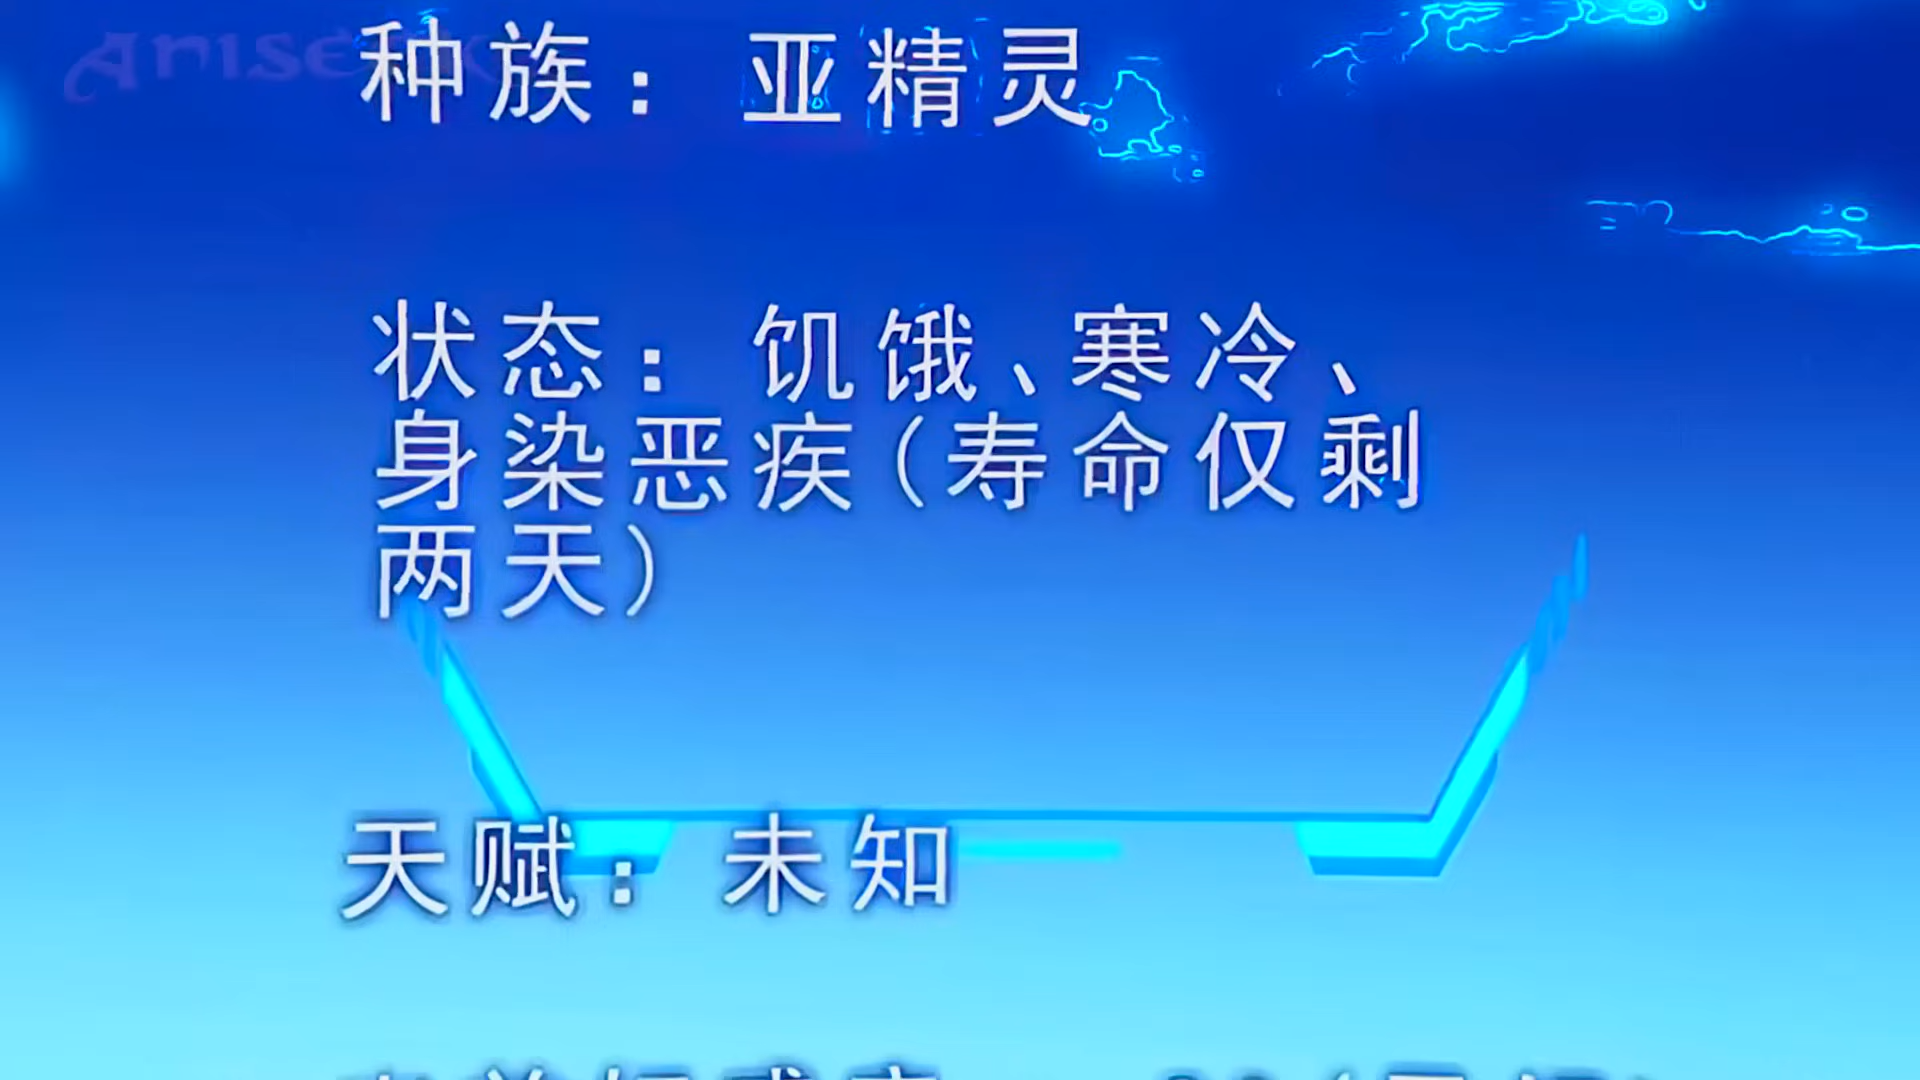 种族：亚精灵
状态：饥饿、寒冷、
身染恶疾(寿命仅剩
两天)
天赋：未知